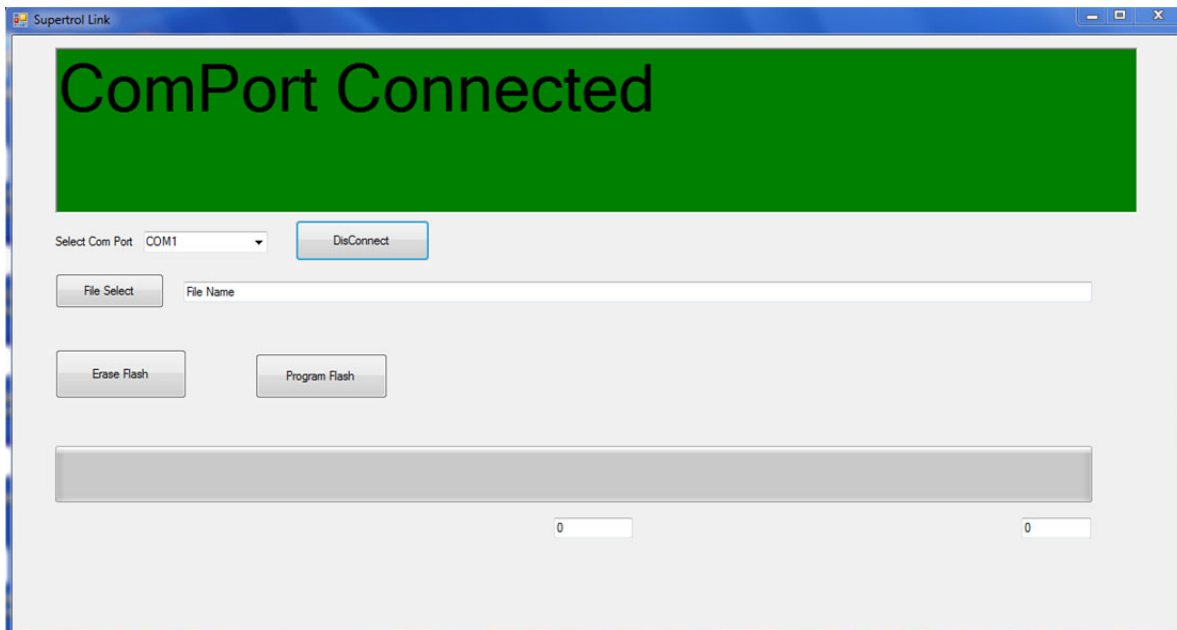 Supertrol Link
ComPort Connected
Select Com Port COM1 DisConnect
File Select File Name
Erase Flash Program Flash
0 0